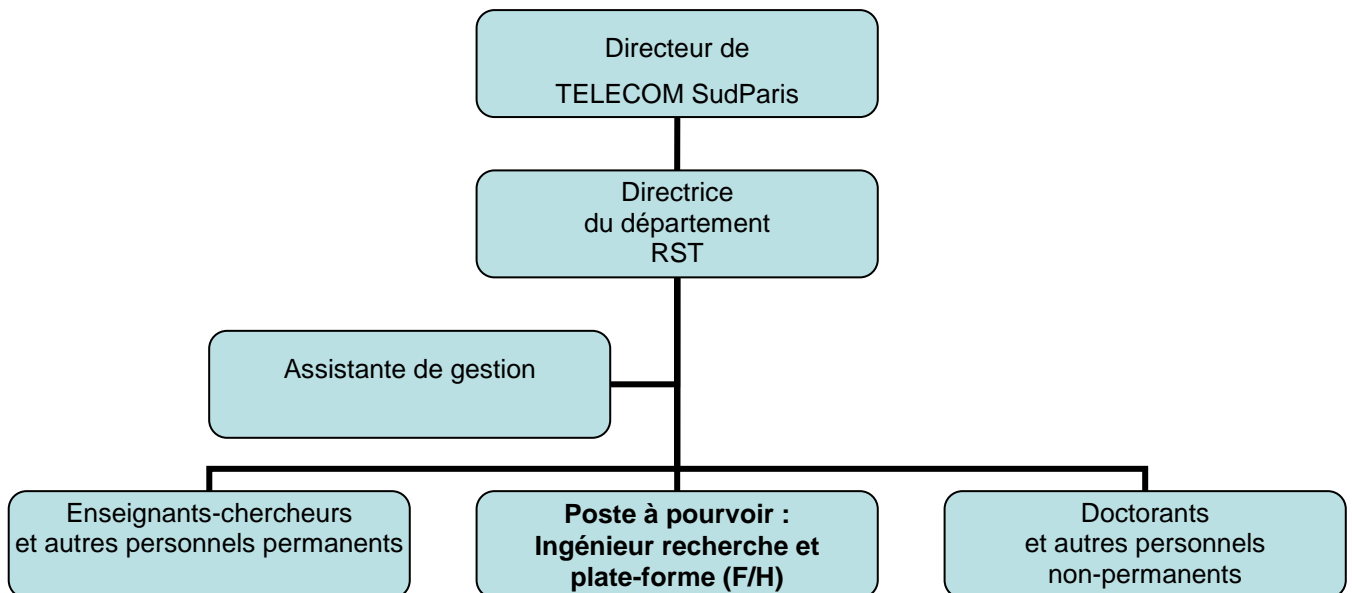 Directeur de
TELECOM SudParis
Directrice
du département
RST
Assistante de gestion
Enseignants-chercheurs
et autres personnels permanents
Poste à pourvoir :
Ingénieur recherche et
plate-forme (F/H)
Doctorants
et autres personnels
non-permanents